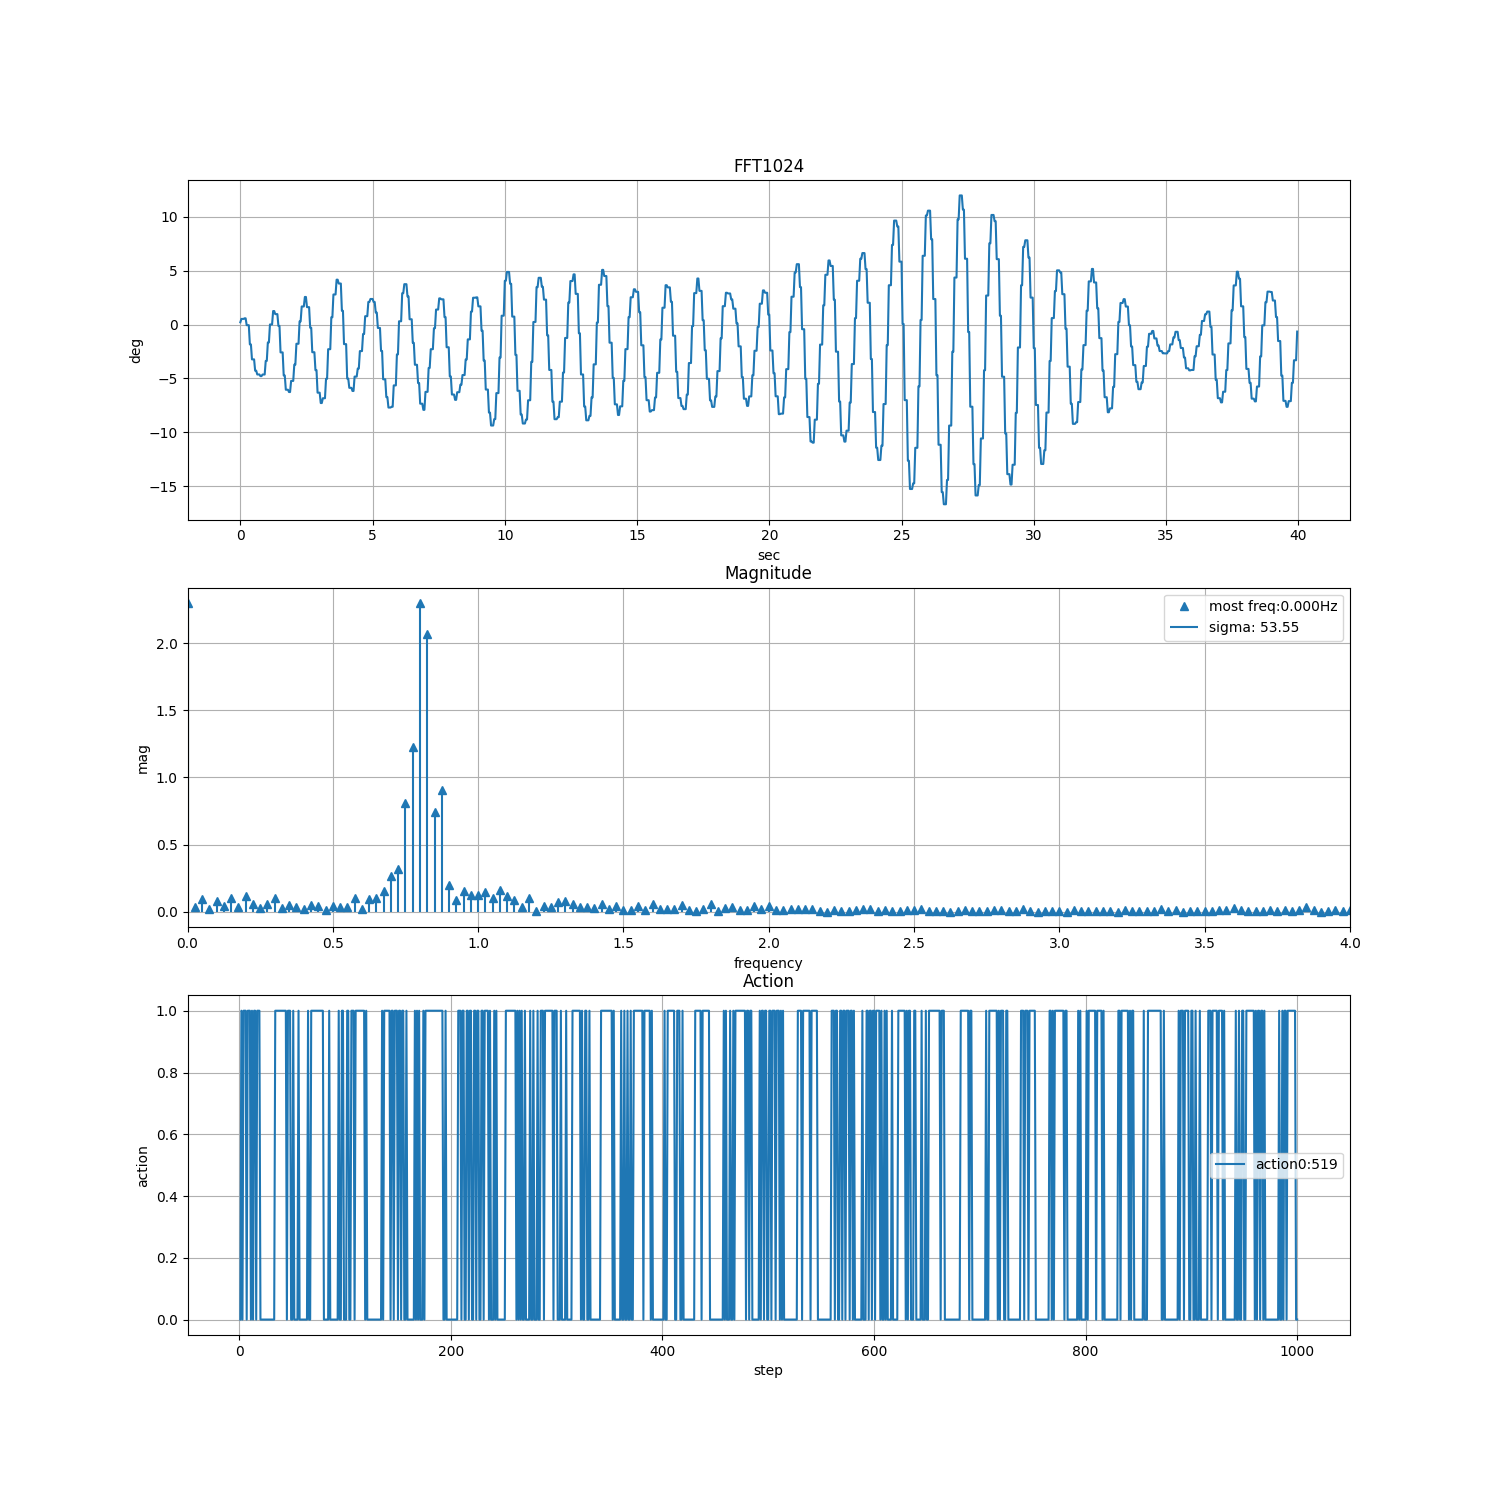 FFT1024
10
5
0
−5
−10
−15
deg
0 5 10 15 20 25 30 35 40
sec
Magnitude
most freq:0.000Hz
sigma: 53.55
2.0
1.5
1.0
0.5
0.0
mag
0.0 0.5 1.0 1.5 2.0 2.5 3.0 3.5 4.0
frequency
Action
1.0
0.8
0.6
0.4
0.2
0.0
action
action0:519
0 200 400 600 800 1000
step